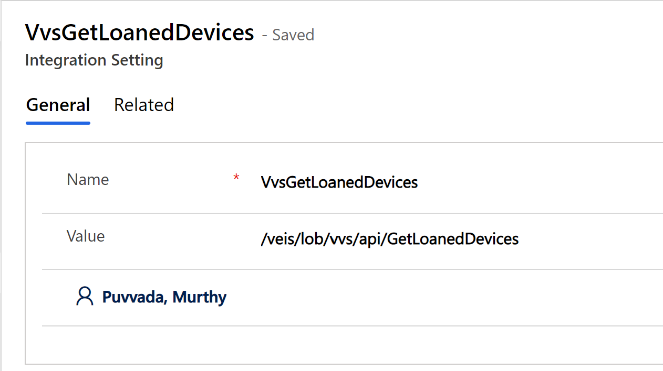 VvsGetLoanedDevices - Saved
Integration Setting
General Related
Name * VvsGetLoanedDevices
Value /veis/lob/vvs/api/GetLoanedDevices
Puvvada, Murthy